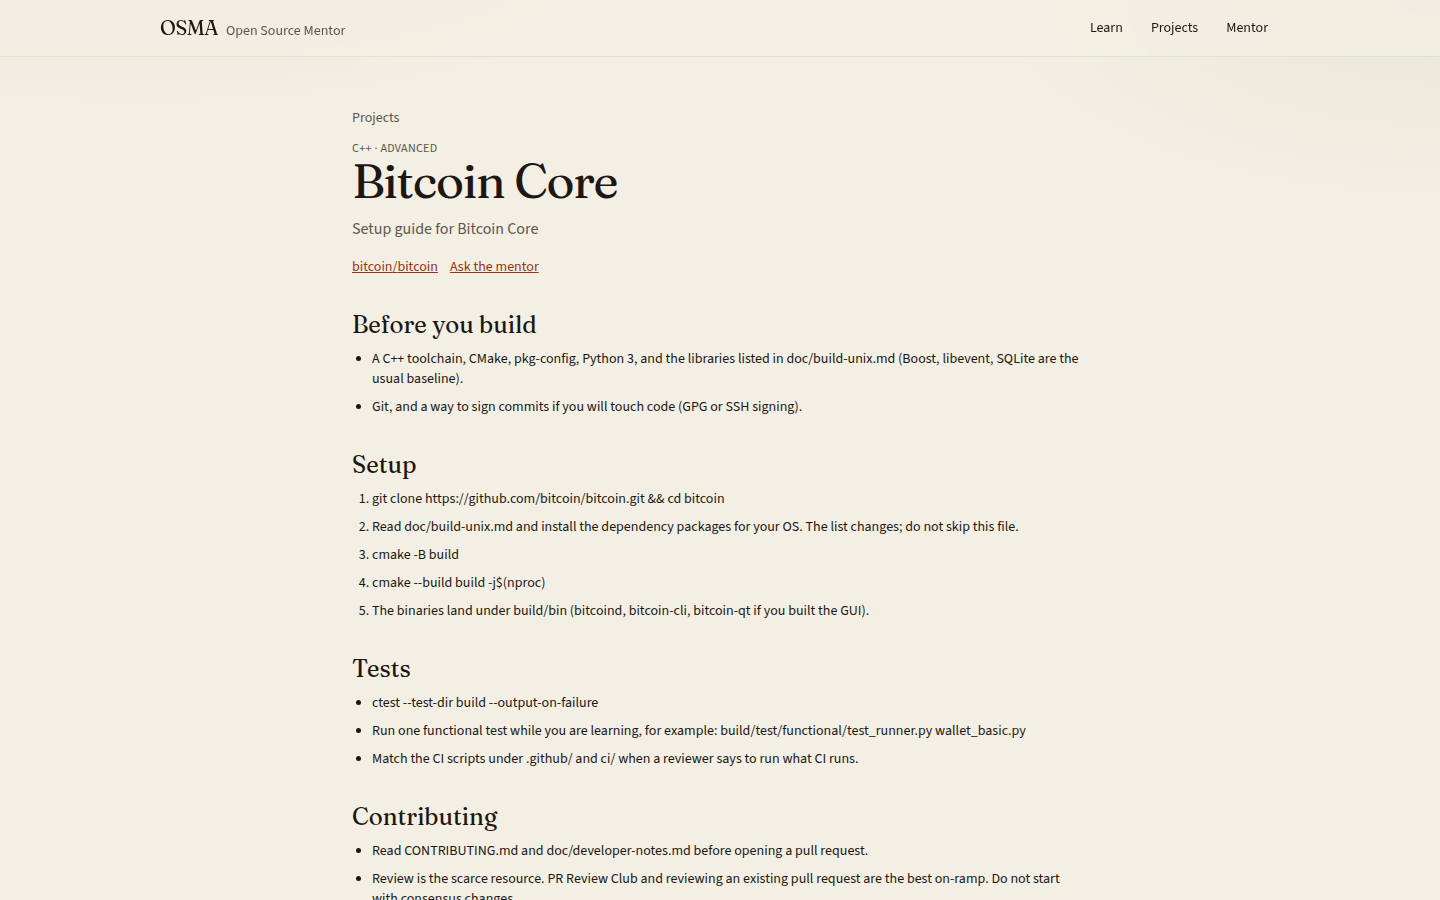 OSMA Open Source Mentor
Learn Projects Mentor
Projects
C++ · ADVANCED
Bitcoin Core
Setup guide for Bitcoin Core
bitcoin/bitcoin Ask the mentor
Before you build
• A C++ toolchain, CMake, pkg-config, Python 3, and the libraries listed in doc/build-unix.md (Boost, libevent, SQLite are the
usual baseline).
• Git, and a way to sign commits if you will touch code (GPG or SSH signing).
Setup
1. git clone https://github.com/bitcoin/bitcoin.git && cd bitcoin
2. Read doc/build-unix.md and install the dependency packages for your OS. The list changes; do not skip this file.
3. cmake -B build
4. cmake --build build -j$(nproc)
5. The binaries land under build/bin (bitcoind, bitcoin-cli, bitcoin-qt if you built the GUI).
Tests
• ctest --test-dir build --output-on-failure
• Run one functional test while you are learning, for example: build/test/functional/test_runner.py wallet_basic.py
• Match the CI scripts under .github/ and ci/ when a reviewer says to run what CI runs.
Contributing
• Read CONTRIBUTING.md and doc/developer-notes.md before opening a pull request.
• Review is the scarce resource. PR Review Club and reviewing an existing pull request are the best on-ramp. Do not start
with consensus changes.